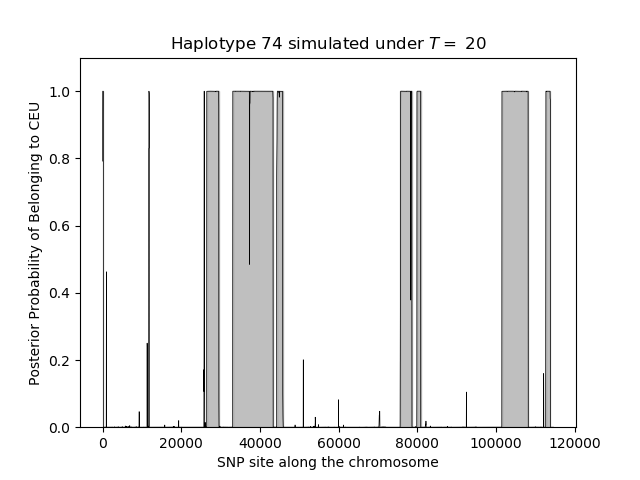 Haplotype 74 simulated under T = 20
Posterior Probability of Belonging to CEU
1.0
0.8
0.6
0.4
0.2
0.0
0 20000 40000 60000 80000 100000 120000
SNP site along the chromosome